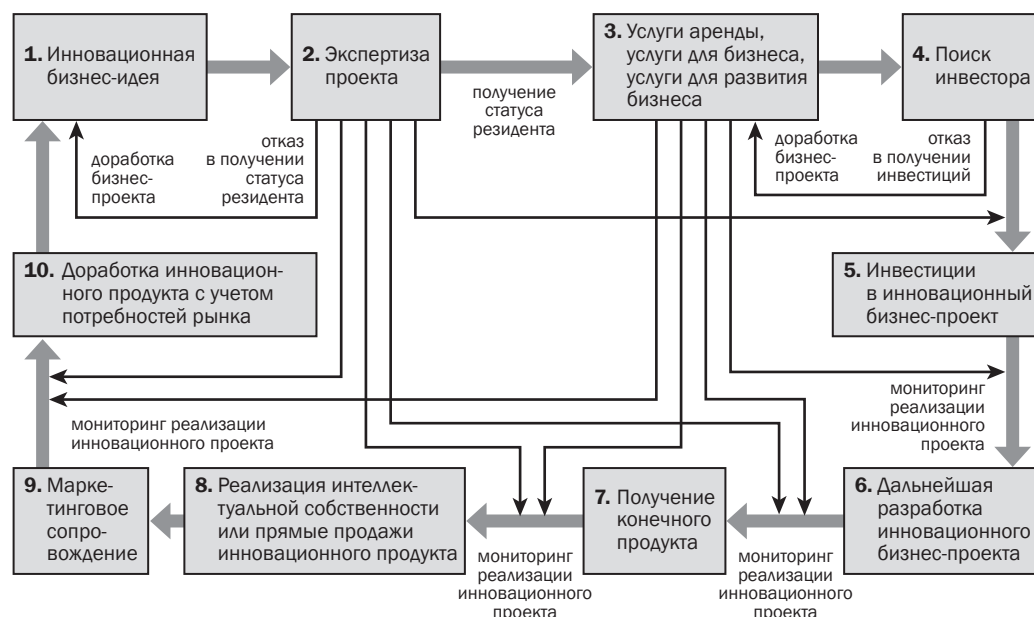 1. Инновационная
бизнес-идея
2. Экспертиза
проекта
3. Услуги аренды,
услуги для бизнеса,
услуги для развития
бизнеса
4. Поиск
инвестора
получение
статуса
резидента
доработка
бизнес-
проекта
отказ
в получении
статуса
резидента
доработка
бизнес-
проекта
отказ
в получении
инвестиций
10. Доработка инновацион-
ного продукта с учетом
потребностей рынка
5. Инвестиции
в инновационный
бизнес-проект
мониторинг реализации
инновационного проекта
мониторинг
реализации
инновационного
проекта
9. Марке-
тинговое
сопро-
вождение
8. Реализация интеллек-
туальной собственности
или прямые продажи
инновационного продукта
7. Получение
конечного
продукта
6. Дальнейшая
разработка
инновационного
бизнес-проекта
мониторинг
реализации
инновационного
проекта
мониторинг
реализации
инновационного
проекта